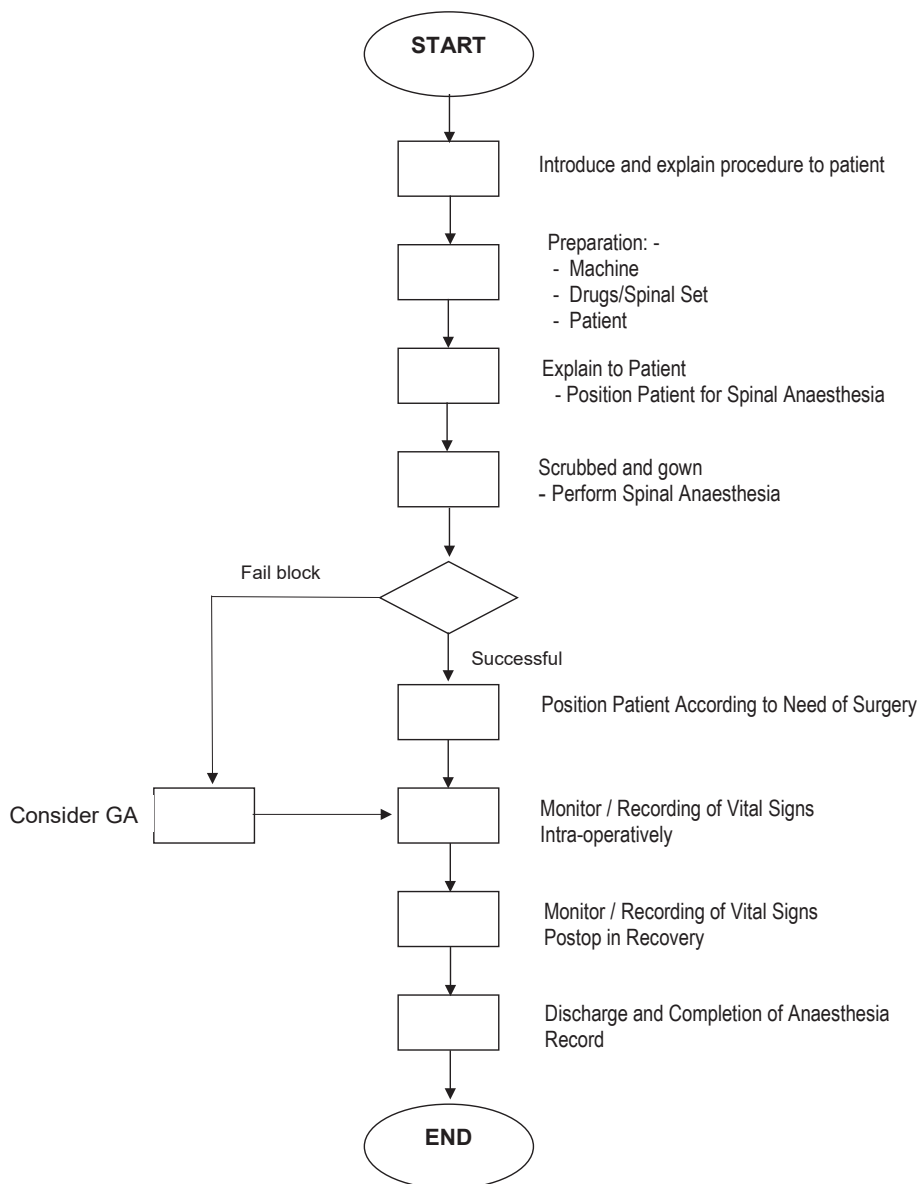 START
Introduce and explain procedure to patient
Preparation: -
- Machine
- Drugs/Spinal Set
- Patient
Explain to Patient
- Position Patient for Spinal Anaesthesia
Scrubbed and gown
- Perform Spinal Anaesthesia
Fail block
Successful
Position Patient According to Need of Surgery
Consider GA
Monitor / Recording of Vital Signs
Intra-operatively
Monitor / Recording of Vital Signs
Postop in Recovery
Discharge and Completion of Anaesthesia
Record
END